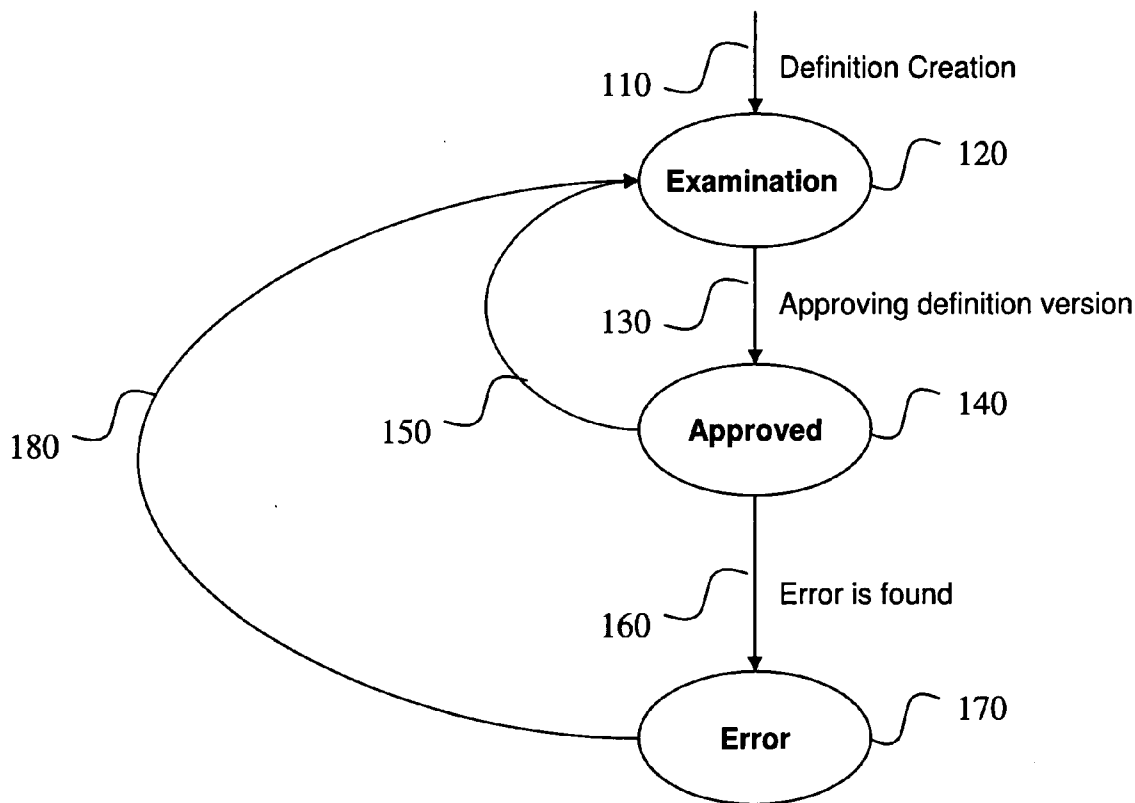 110
Definition Creation
Examination
120
130
Approving definition version
180
150
Approved
140
160
Error is found
Error
170